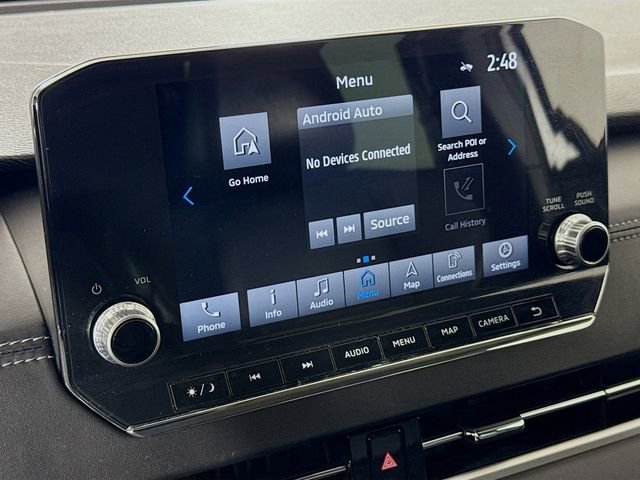 2:48
Menu
Android Auto
No Devices Connected
Source
Go Home
Search POI or
Address
Call History
TUNE
SCROLL
PUSH
SOUND
VOL
Phone
Info
Audio
Menu
Map
Connections
Settings
AUDIO
MENU
MAP
CAMERA